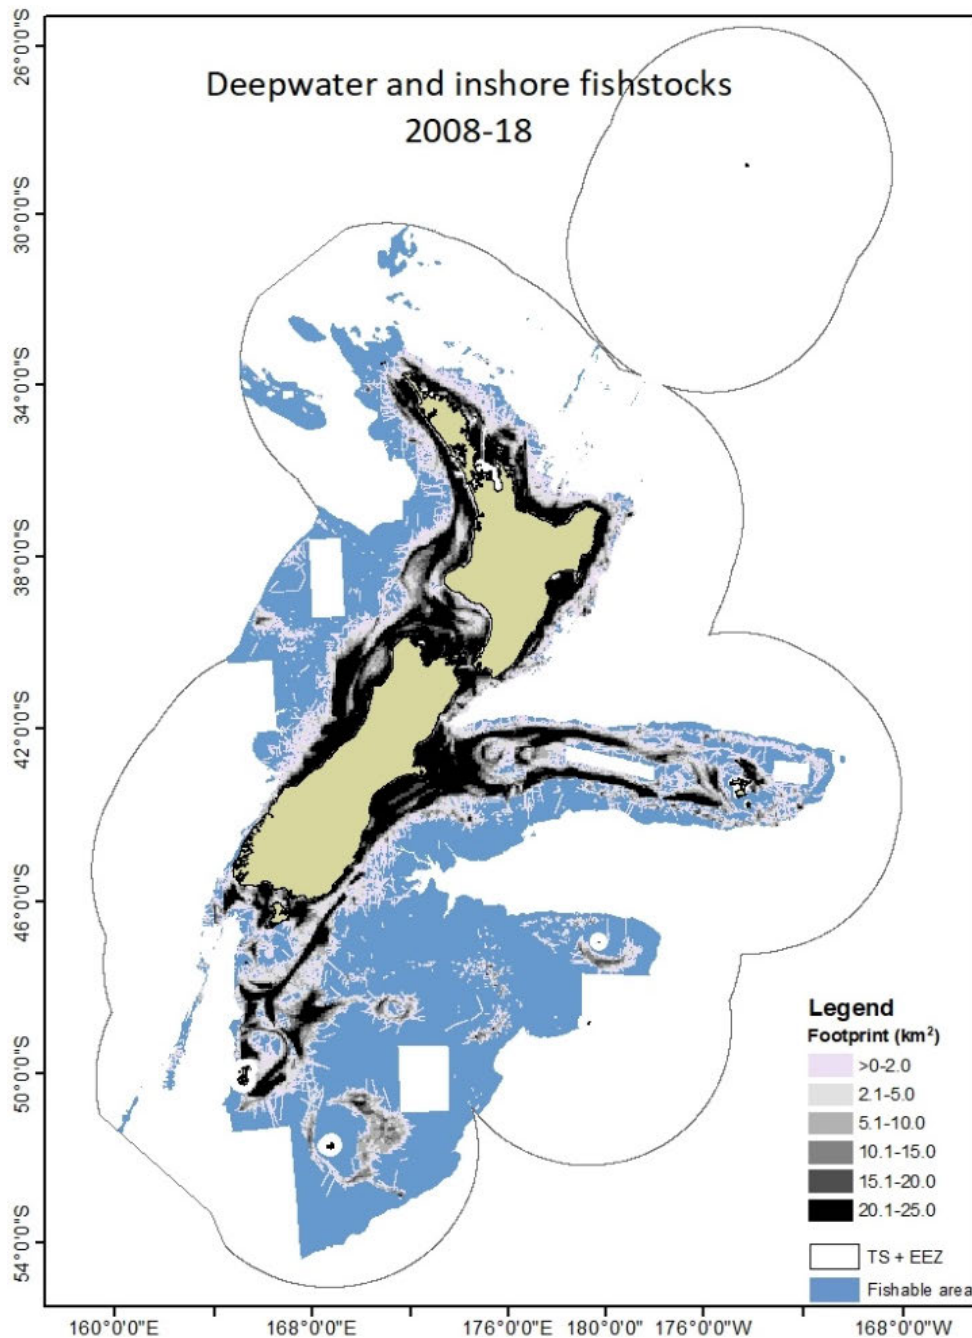 Deepwater and inshore fishstocks
2008-18
26°0'0"S
30°0'0"S
34°0'0"S
38°0'0"S
42°0'0"S
46°0'0"S
50°0'0"S
54°0'0"S
Legend
Footprint (km²)
>0-2.0
2.1-5.0
5.1-10.0
10.1-15.0
15.1-20.0
20.1-25.0
TS + EEZ
Fishable area
160°0'0"E 168°0'0"E 176°0'0"E 180°0'0" 176°0'0"W 168°0'0"W